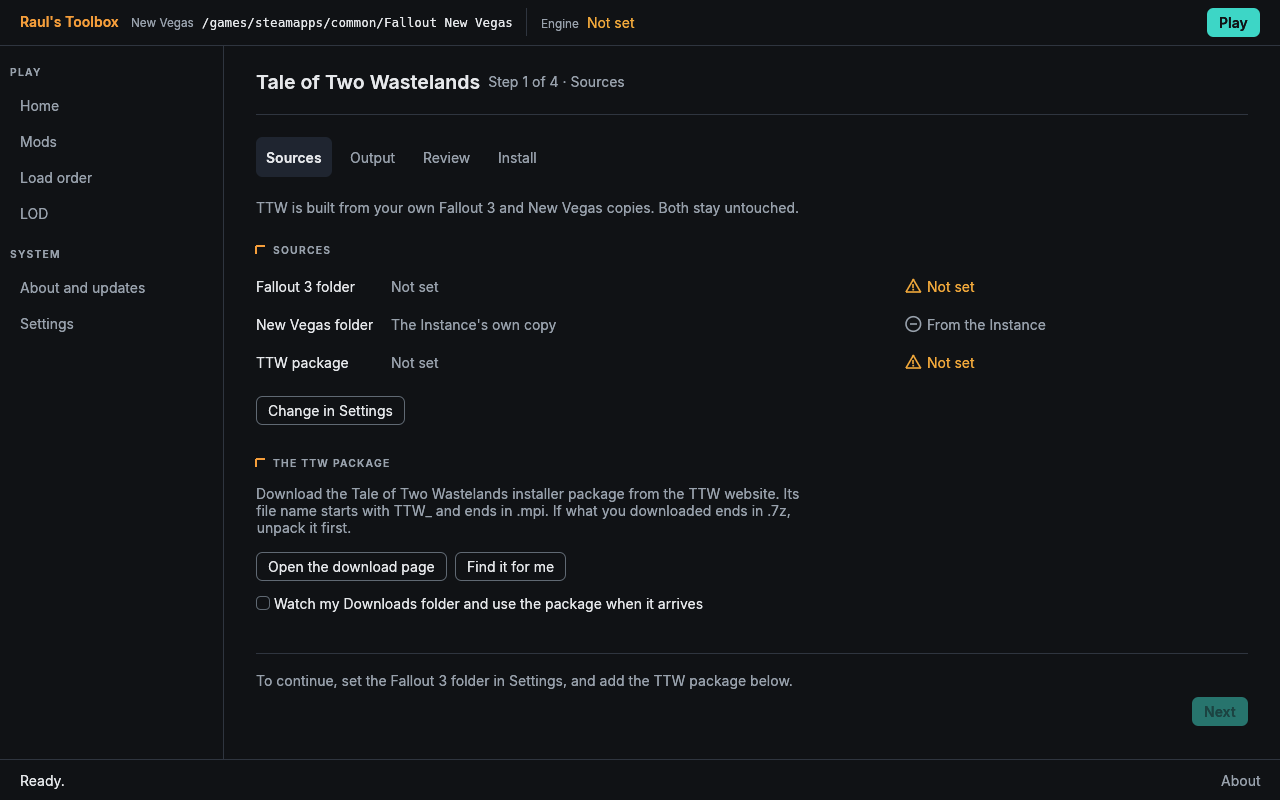 Raul's Toolbox New Vegas /games/steamapps/common/Fallout New Vegas Engine Not set Play
PLAY
Home
Mods
Load order
LOD
SYSTEM
About and updates
Settings
Tale of Two Wastelands Step 1 of 4 · Sources
Sources Output Review Install
TTW is built from your own Fallout 3 and New Vegas copies. Both stay untouched.
SOURCES
Fallout 3 folder Not set Not set
New Vegas folder The Instance's own copy From the Instance
TTW package Not set Not set
Change in Settings
THE TTW PACKAGE
Download the Tale of Two Wastelands installer package from the TTW website. Its
file name starts with TTW_ and ends in .mpi. If what you downloaded ends in .7z,
unpack it first.
Open the download page Find it for me
Watch my Downloads folder and use the package when it arrives
To continue, set the Fallout 3 folder in Settings, and add the TTW package below.
Next
Ready. About